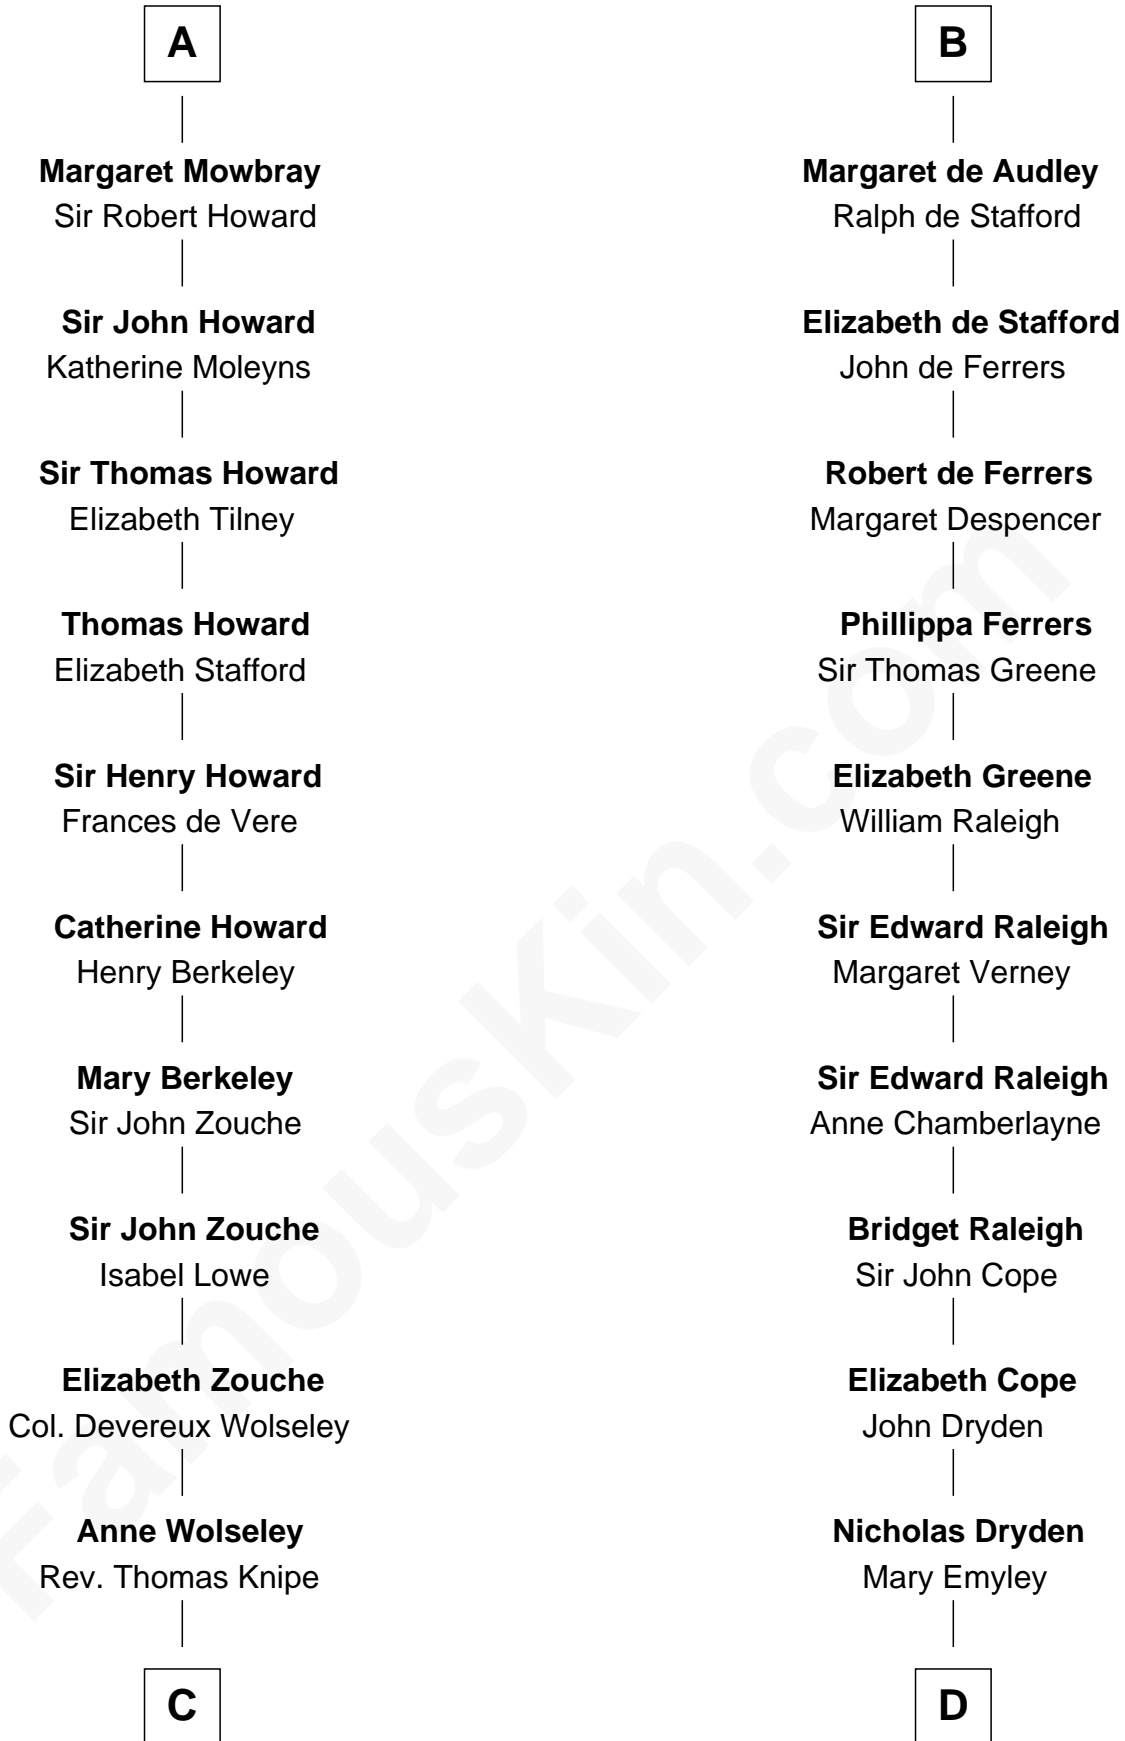 A
Margaret Mowbray
Sir Robert Howard
Sir John Howard
Katherine Moleyns
Sir Thomas Howard
Elizabeth Tilney
Thomas Howard
Elizabeth Stafford
Sir Henry Howard
Frances de Vere
Catherine Howard
Henry Berkeley
Mary Berkeley
Sir John Zouche
Sir John Zouche
Isabel Lowe
Elizabeth Zouche
Col. Devereux Wolseley
Anne Wolseley
Rev. Thomas Knipe
C
B
Margaret de Audley
Ralph de Stafford
Elizabeth de Stafford
John de Ferrers
Robert de Ferrers
Margaret Despencer
Phillippa Ferrers
Sir Thomas Greene
Elizabeth Greene
William Raleigh
Sir Edward Raleigh
Margaret Verney
Sir Edward Raleigh
Anne Chamberlayne
Bridget Raleigh
Sir John Cope
Elizabeth Cope
John Dryden
Nicholas Dryden
Mary Emyley
D
FamousKin.com